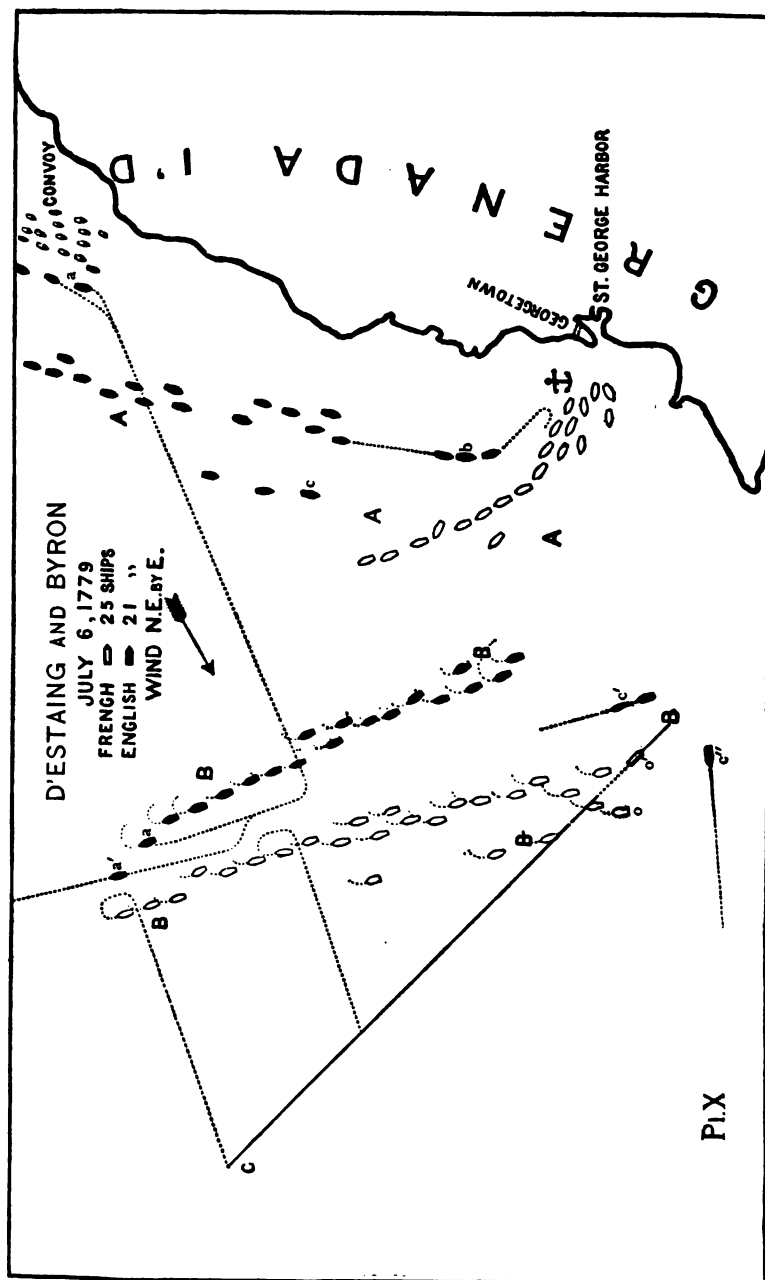 D'ESTAING AND BYRON
JULY 6, 1779
FRENCH 25 SHIPS
ENGLISH 21 "
WIND N.E. BY E.
CONVOY
GRENADA I'D
GEORGETOWN
ST. GEORGE HARBOR
a
A
b
c
A
A
B
B'
a
a'
B
B
B
c'
c''
o
o
C
Pl. X